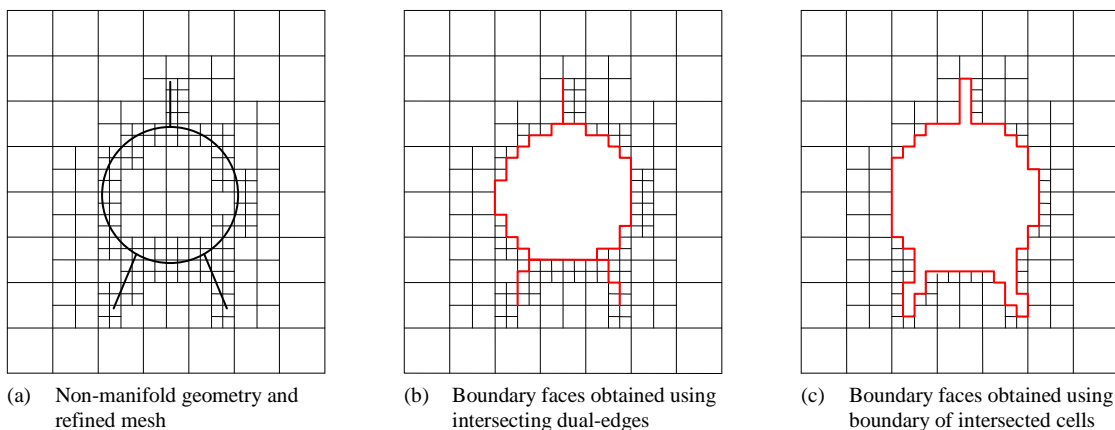 (a) Non-manifold geometry and
refined mesh
(b) Boundary faces obtained using
intersecting dual-edges
(c) Boundary faces obtained using
boundary of intersected cells